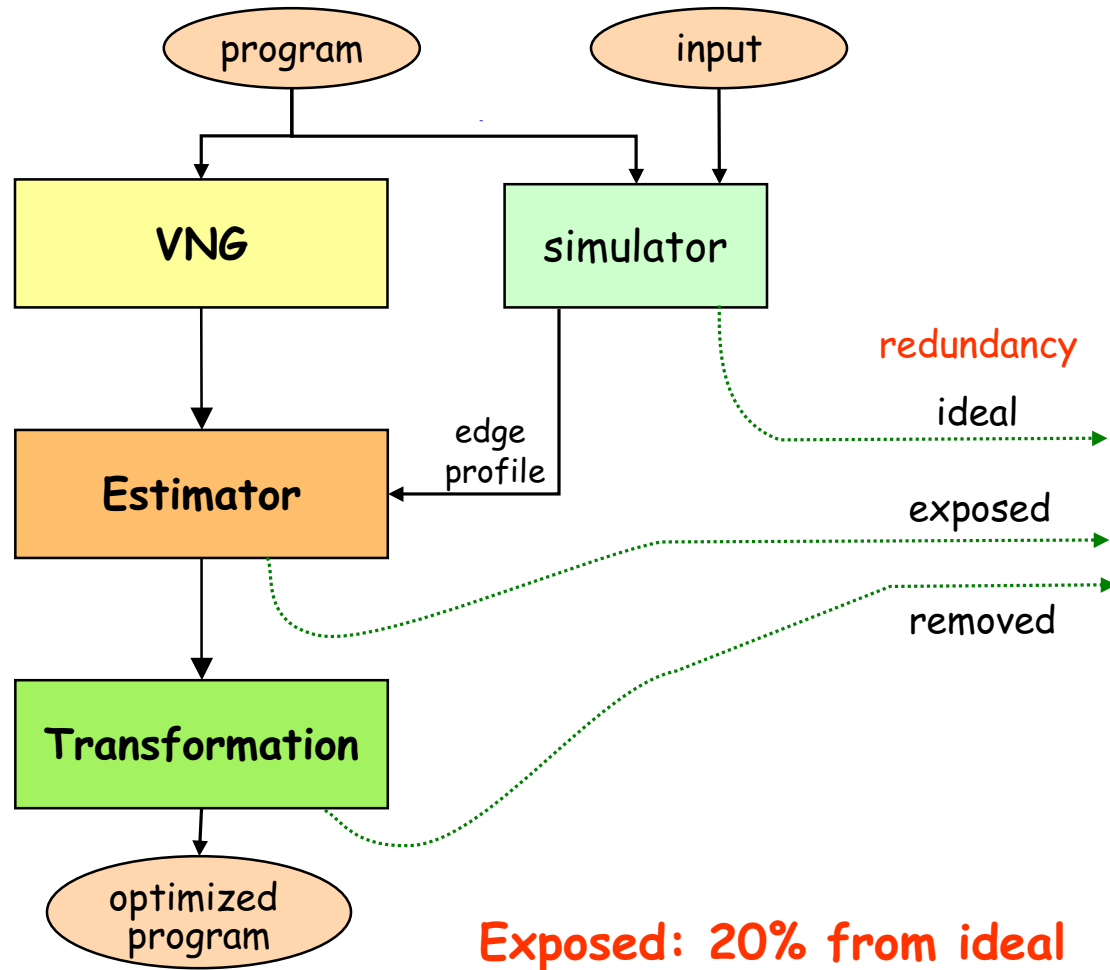 program
input
VNG
simulator
redundancy
ideal
edge
profile
Estimator
exposed
removed
Transformation
optimized
program
Exposed: 20% from ideal